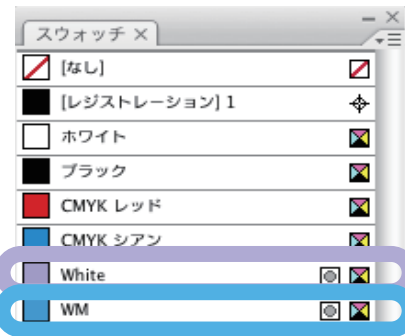 スウォッチ
[なし]
[レジストレーション] 1
ホワイト
ブラック
CMYK レッド
CMYK シアン
White
WM